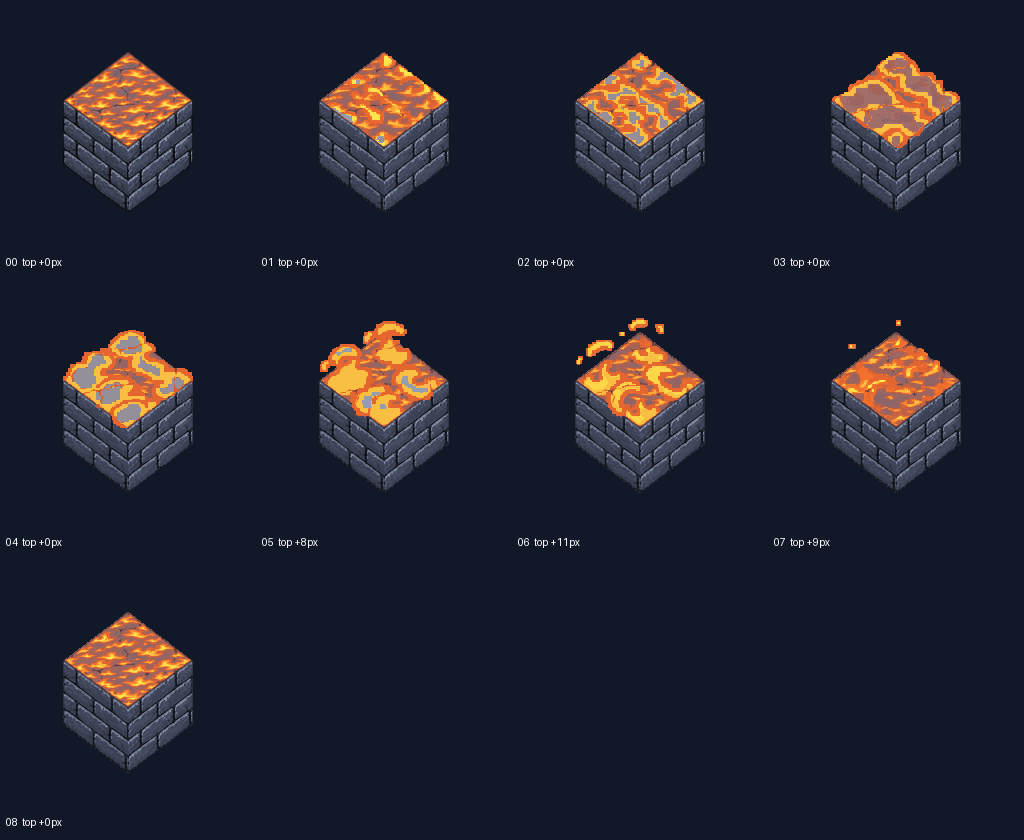 00 top +0px
01 top +0px
02 top +0px
03 top +0px
04 top +0px
05 top +8px
06 top +11px
07 top +9px
08 top +0px